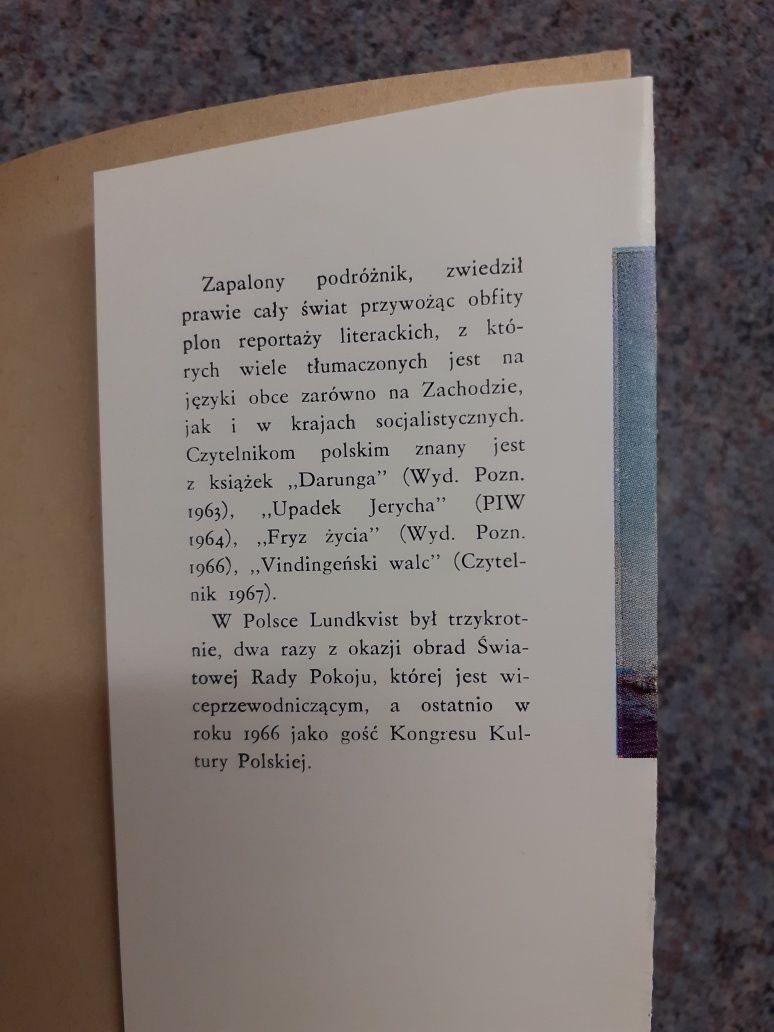 Zapalony podróżnik, zwiedził
prawie cały świat przywożąc obfity
plon reportaży literackich, z któ-
rych wiele tłumaczonych jest na
języki obce zarówno na Zachodzie,
jak i w krajach socjalistycznych.
Czytelnikom polskim znany jest
z książek „Darunga” (Wyd. Pozn.
1963), „Upadek Jerycha” (PIW
1964), „Fryz życia” (Wyd. Pozn.
1966), „Vindingeński walc” (Czytel-
nik 1967).
W Polsce Lundkvist był trzykrot-
nie, dwa razy z okazji obrad Świa-
towej Rady Pokoju, której jest wi-
ceprzewodniczącym, a ostatnio w
roku 1966 jako gość Kongresu Kul-
tury Polskiej.